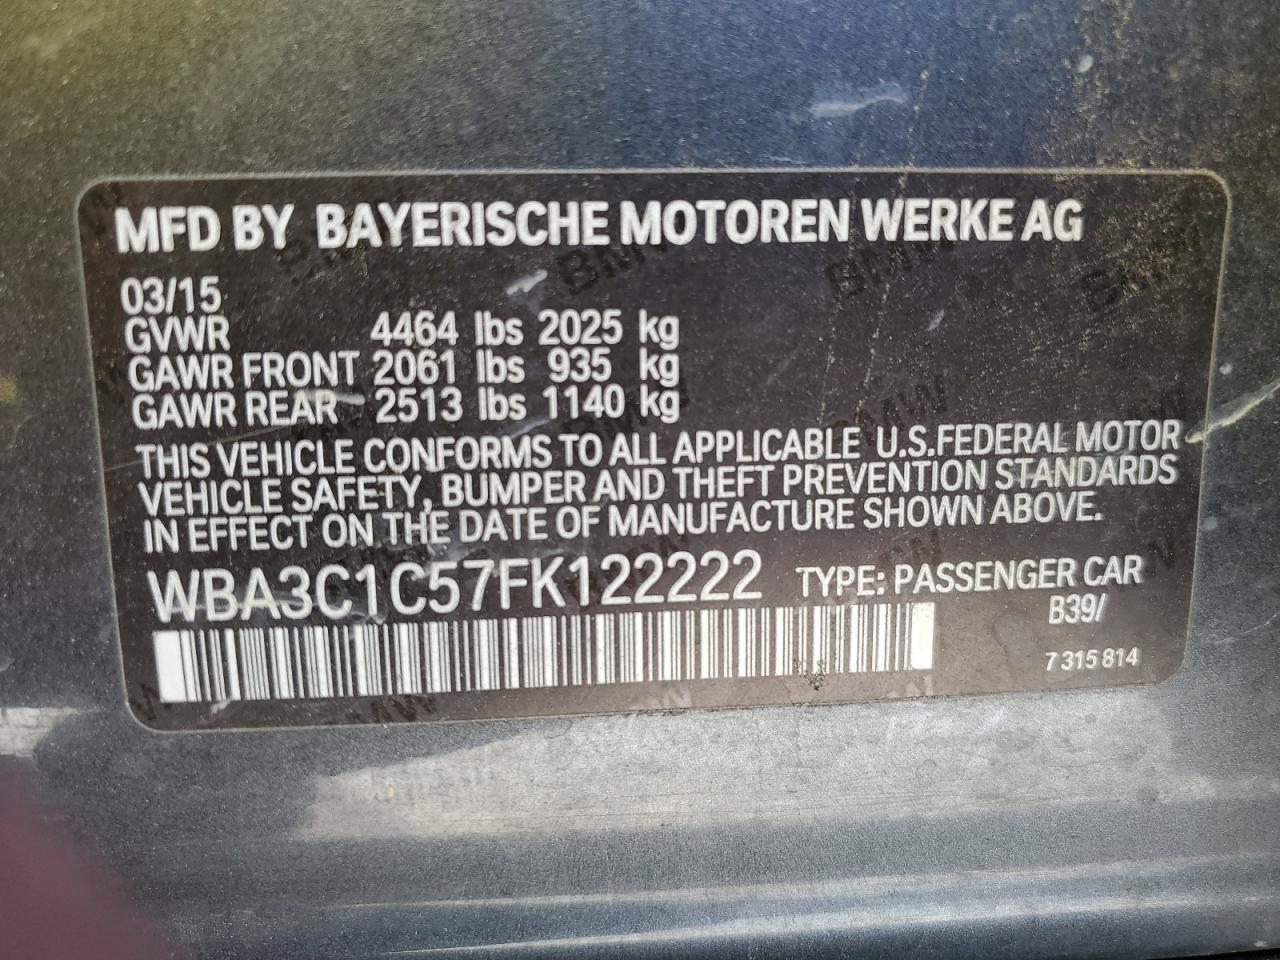 MFD BY BAYERISCHE MOTOREN WERKE AG
03/15
GVWR 4464 lbs 2025 kg
GAWR FRONT 2061 lbs 935 kg
GAWR REAR 2513 lbs 1140 kg
THIS VEHICLE CONFORMS TO ALL APPLICABLE U.S.FEDERAL MOTOR
VEHICLE SAFETY, BUMPER AND THEFT PREVENTION STANDARDS
IN EFFECT ON THE DATE OF MANUFACTURE SHOWN ABOVE.
WBA3C1C57FK122222 TYPE: PASSENGER CAR
B39/
7 315 814